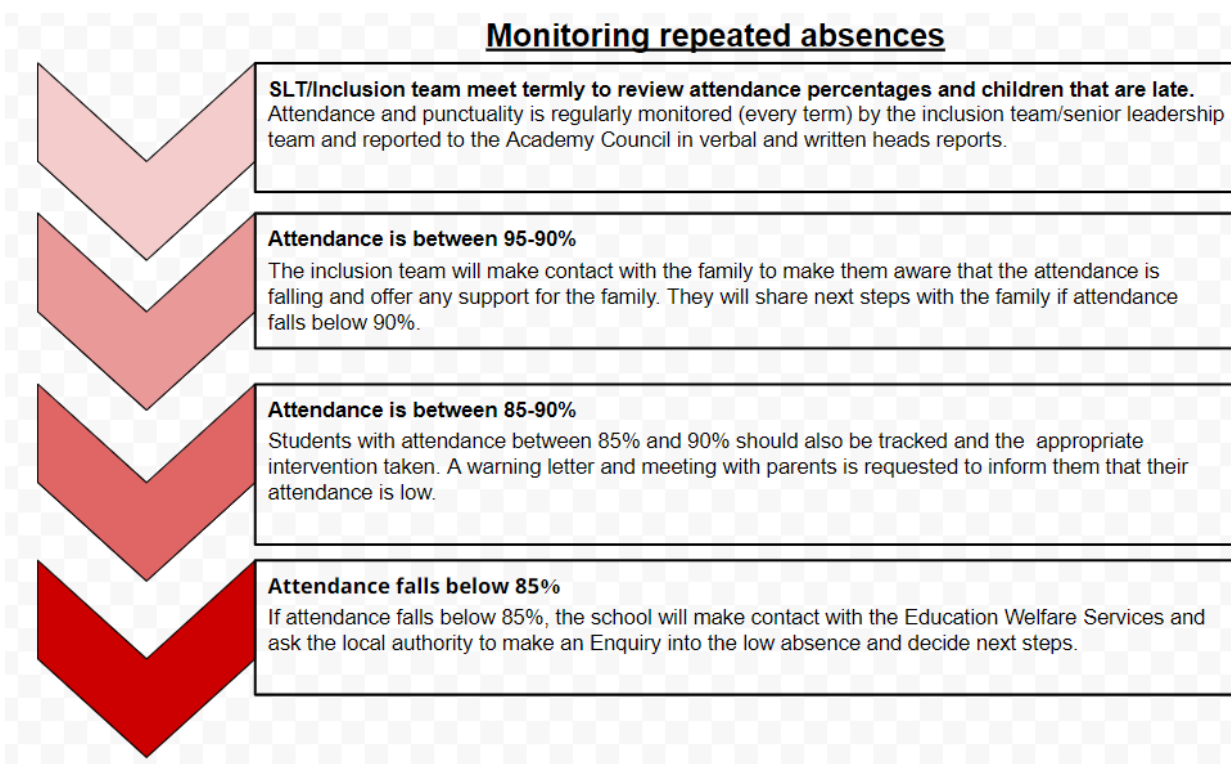 Monitoring repeated absences
SLT/Inclusion team meet termly to review attendance percentages and children that are late.
Attendance and punctuality is regularly monitored (every term) by the inclusion team/senior leadership
team and reported to the Academy Council in verbal and written heads reports.
Attendance is between 95-90%
The inclusion team will make contact with the family to make them aware that the attendance is
falling and offer any support for the family. They will share next steps with the family if attendance
falls below 90%.
Attendance is between 85-90%
Students with attendance between 85% and 90% should also be tracked and the appropriate
intervention taken. A warning letter and meeting with parents is requested to inform them that their
attendance is low.
Attendance falls below 85%
If attendance falls below 85%, the school will make contact with the Education Welfare Services and
ask the local authority to make an Enquiry into the low absence and decide next steps.